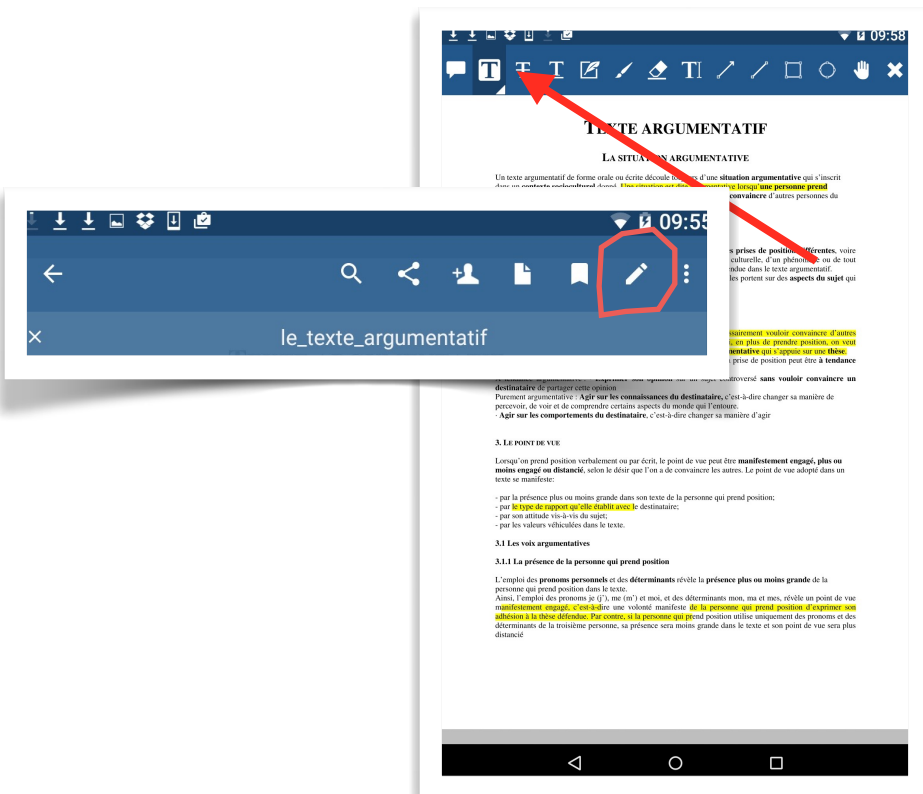 09:58
T T T TI
TEXTE ARGUMENTATIF
LA SITUATION ARGUMENTATIVE
Un texte argumentatif de forme orale ou écrite découle toujours d'une situation argumentative qui s'inscrit
dans un contexte socioculturel donné. Une situation est dite argumentative lorsqu'une personne prend
convaincre d'autres personnes du
09:55
le_texte_argumentatif
prises de position différentes, voire
culturelle, d'un phénomène ou de tout
dans le texte argumentatif.
les portent sur des aspects du sujet qui
vouloir convaincre d'autres
en plus de prendre position, on veut
qui s'appuie sur une thèse.
prise de position peut être à tendance
controversé sans vouloir convaincre un
destinataire de partager cette opinion
Purement argumentative : Agir sur les connaissances du destinataire, c'est-à-dire changer sa manière de
percevoir, de voir et de comprendre certains aspects du monde qui l'entoure.
- Agir sur les comportements du destinataire, c'est-à-dire changer sa manière d'agir
3. LE POINT DE VUE
Lorsqu'on prend position verbalement ou par écrit, le point de vue peut être manifestement engagé, plus ou
moins engagé ou distancié, selon le désir que l'on a de convaincre les autres. Le point de vue adopté dans un
texte se manifeste:
- par la présence plus ou moins grande dans son texte de la personne qui prend position;
- par le type de rapport qu'elle établit avec le destinataire;
- par son attitude vis-à-vis du sujet;
- par les valeurs véhiculées dans le texte.
3.1 Les voix argumentatives
3.1.1 La présence de la personne qui prend position
L'emploi des pronoms personnels et des déterminants révèle la présence plus ou moins grande de la
personne qui prend position dans le texte.
Ainsi, l'emploi des pronoms je (j'), me (m') et moi, et des déterminants mon, ma et mes, révèle un point de vue
manifestement engagé, c'est-à-dire une volonté manifeste de la personne qui prend position d'exprimer son
adhésion à la thèse défendue. Par contre, si la personne qui prend position utilise uniquement des pronoms et des
déterminants de la troisième personne, sa présence sera moins grande dans le texte et son point de vue sera plus
distancié